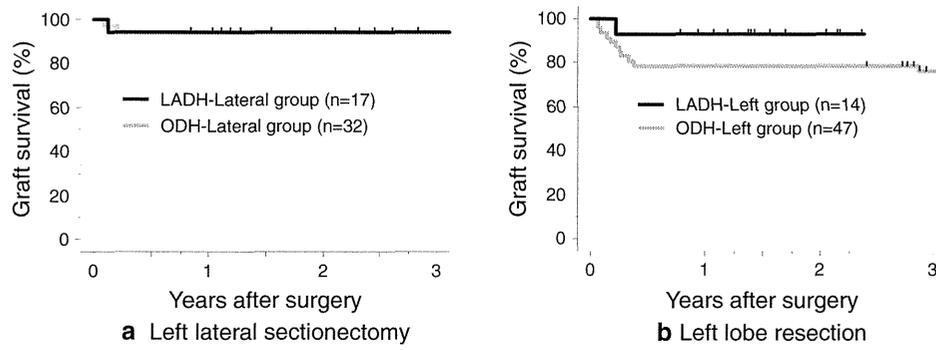 Graft survival (%)
100
80
60
40
20
0
LADH-Lateral group (n=17)
ODH-Lateral group (n=32)
0 1 2 3
Years after surgery
a Left lateral sectionectomy
Graft survival (%)
100
80
60
40
20
0
LADH-Left group (n=14)
ODH-Left group (n=47)
0 1 2 3
Years after surgery
b Left lobe resection